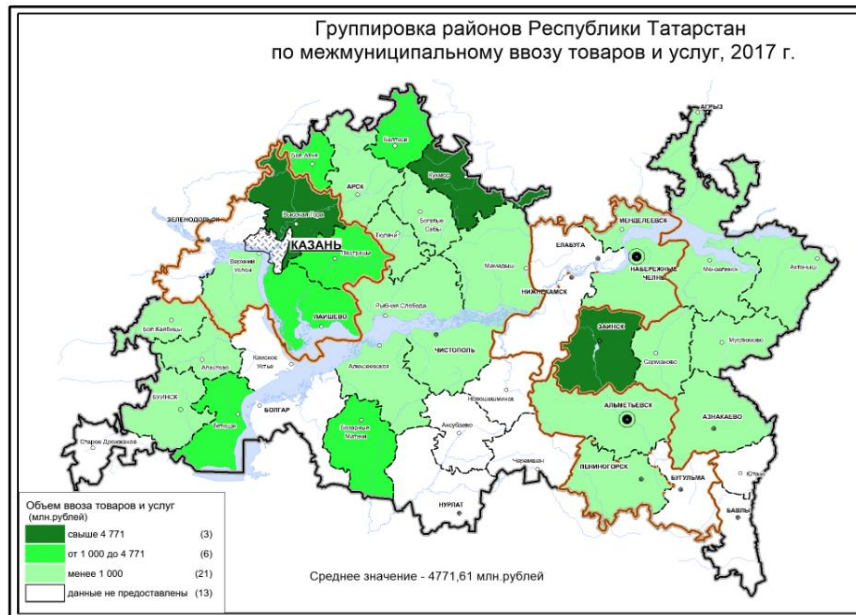 Группировка районов Республики Татарстан
по межмуниципальному ввозу товаров и услуг, 2017 г.
АГРЫЗ
Балтаси
АРСК
Кукмор
ЗЕЛЕНОДОЛЬСК
Высокая Гора
Богатые
Сабы
МЕНДЕЛЕЕВСК
КАЗАНЬ
Тюлячи
ЕЛАБУГА
НАБЕРЕЖНЫЕ
ЧЕЛНЫ
Мензелинск
Актаныш
Верхний
Услон
Пестрецы
Мамадыш
НИЖНЕКАМСК
ЛАИШЕВО
Рыбная Слобода
ЗАИНСК
Бол.Кайбицы
ЧИСТОПОЛЬ
Сарманово
Муслюмово
Апастово
Камское
Устье
Алексеевское
БУИНСК
Новошешминск
АЛЬМЕТЬЕВСК
АЗНАКАЕВО
БОЛГАР
Тетюши
Базарные
Матаки
Аксубаево
Старое Дрожжаное
Черемшан
ЛЕНИНОГОРСК
БУГУЛЬМА
НУРЛАТ
БАВЛЫ
Объем ввоза товаров и услуг
(млн.рублей)
свыше 4 771 (3)
от 1 000 до 4 771 (6)
менее 1 000 (21)
данные не предоставлены (13)
Среднее значение - 4771,61 млн.рублей